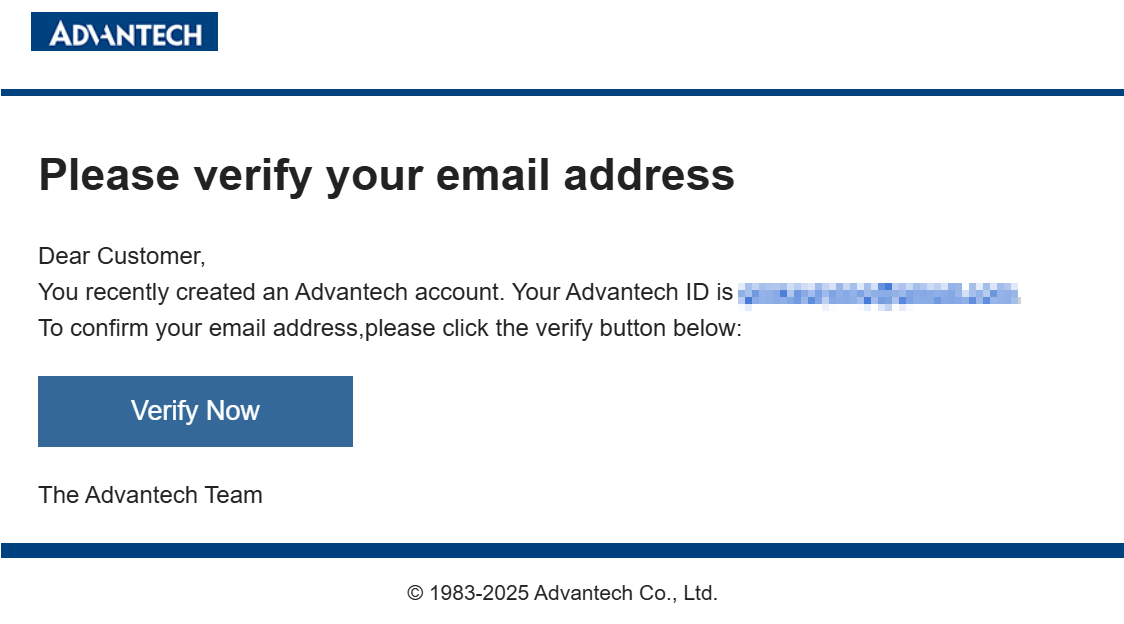 ADVANTECH
Please verify your email address
Dear Customer,
You recently created an Advantech account. Your Advantech ID is
To confirm your email address,please click the verify button below:
Verify Now
The Advantech Team
© 1983-2025 Advantech Co., Ltd.